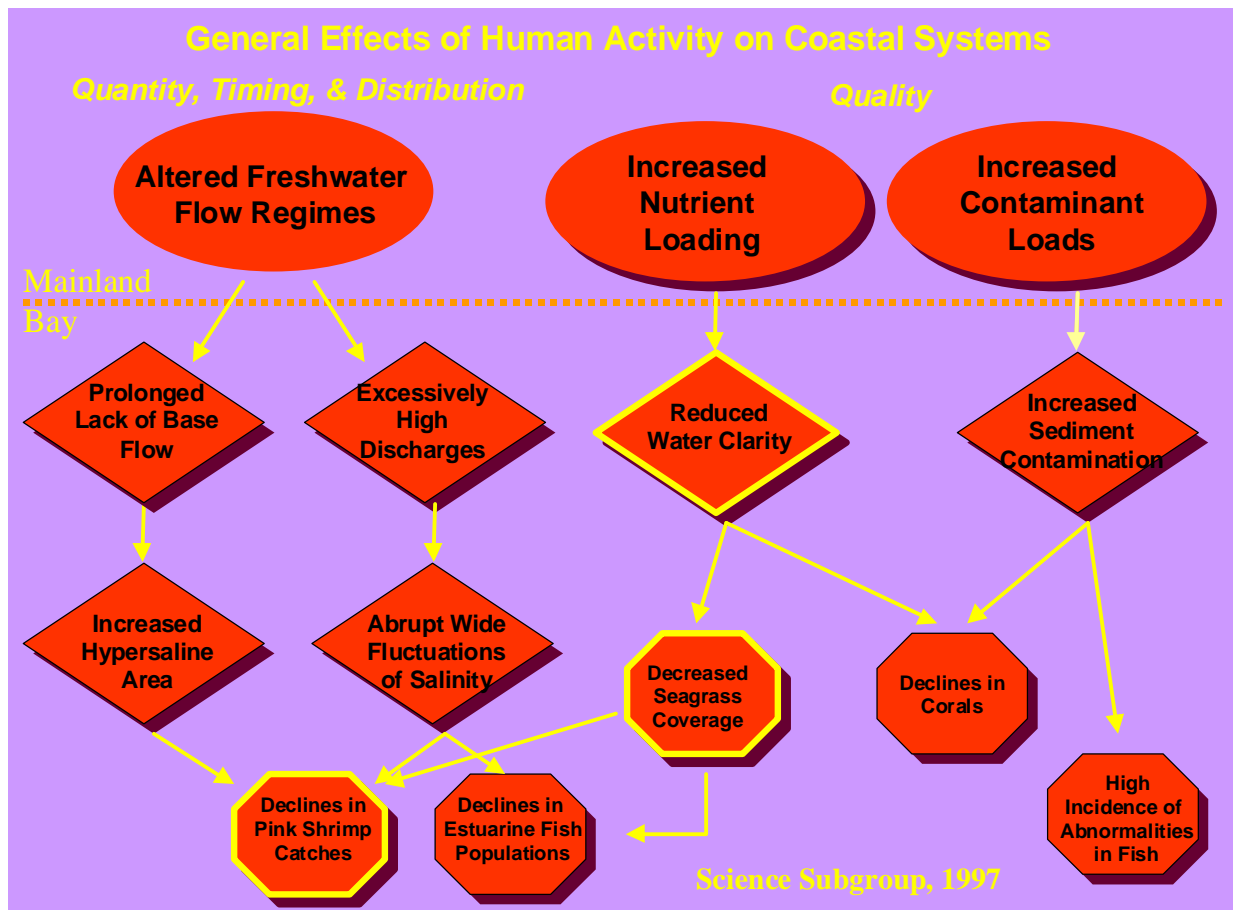 General Effects of Human Activity on Coastal Systems
Quantity, Timing, & Distribution
Quality
Altered Freshwater
Flow Regimes
Increased
Nutrient
Loading
Increased
Contaminant
Loads
Mainland
Bay
Prolonged
Lack of Base
Flow
Excessively
High
Discharges
Reduced
Water Clarity
Increased
Sediment
Contamination
Increased
Hypersaline
Area
Abrupt Wide
Fluctuations
of Salinity
Decreased
Seagrass
Coverage
Declines in
Corals
Declines in
Pink Shrimp
Catches
Declines in
Estuarine Fish
Populations
High
Incidence of
Abnormalities
in Fish
Science Subgroup, 1997